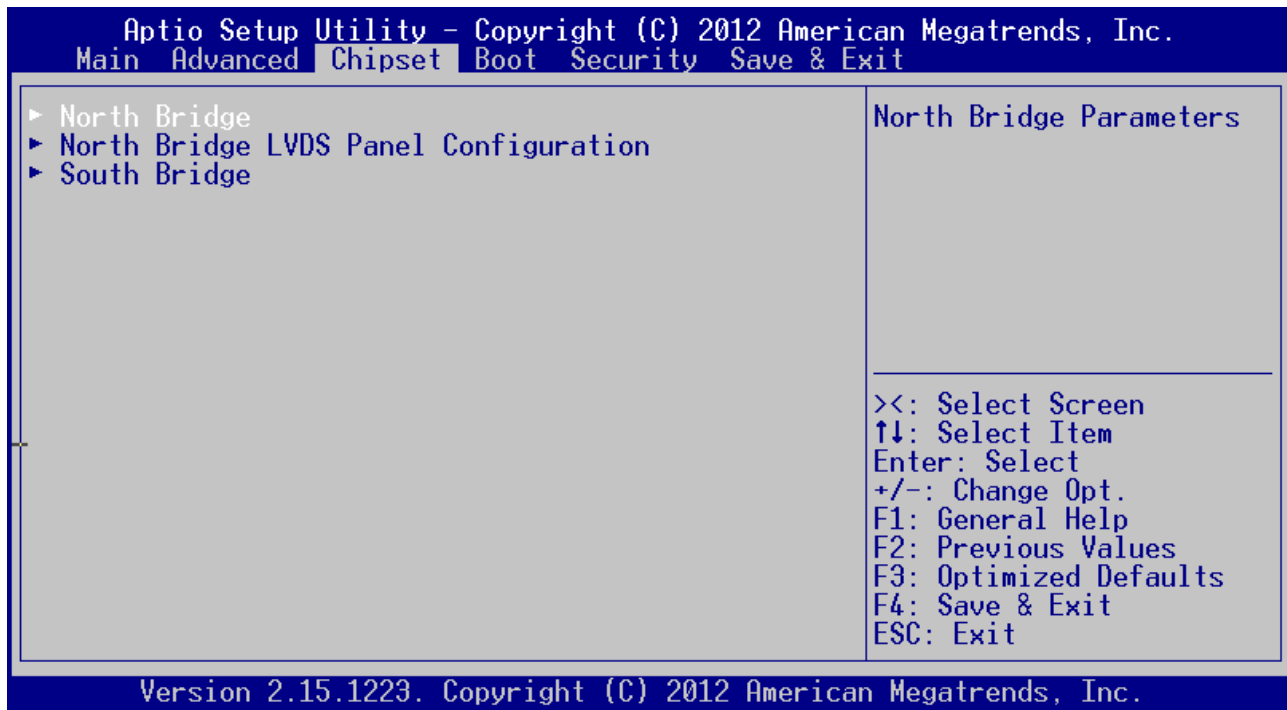 Aptio Setup Utility – Copyright (C) 2012 American Megatrends, Inc.
Main Advanced Chipset Boot Security Save & Exit
► North Bridge
► North Bridge LVDS Panel Configuration
► South Bridge
North Bridge Parameters
><: Select Screen
↑↓: Select Item
Enter: Select
+/-: Change Opt.
F1: General Help
F2: Previous Values
F3: Optimized Defaults
F4: Save & Exit
ESC: Exit
Version 2.15.1223. Copyright (C) 2012 American Megatrends, Inc.